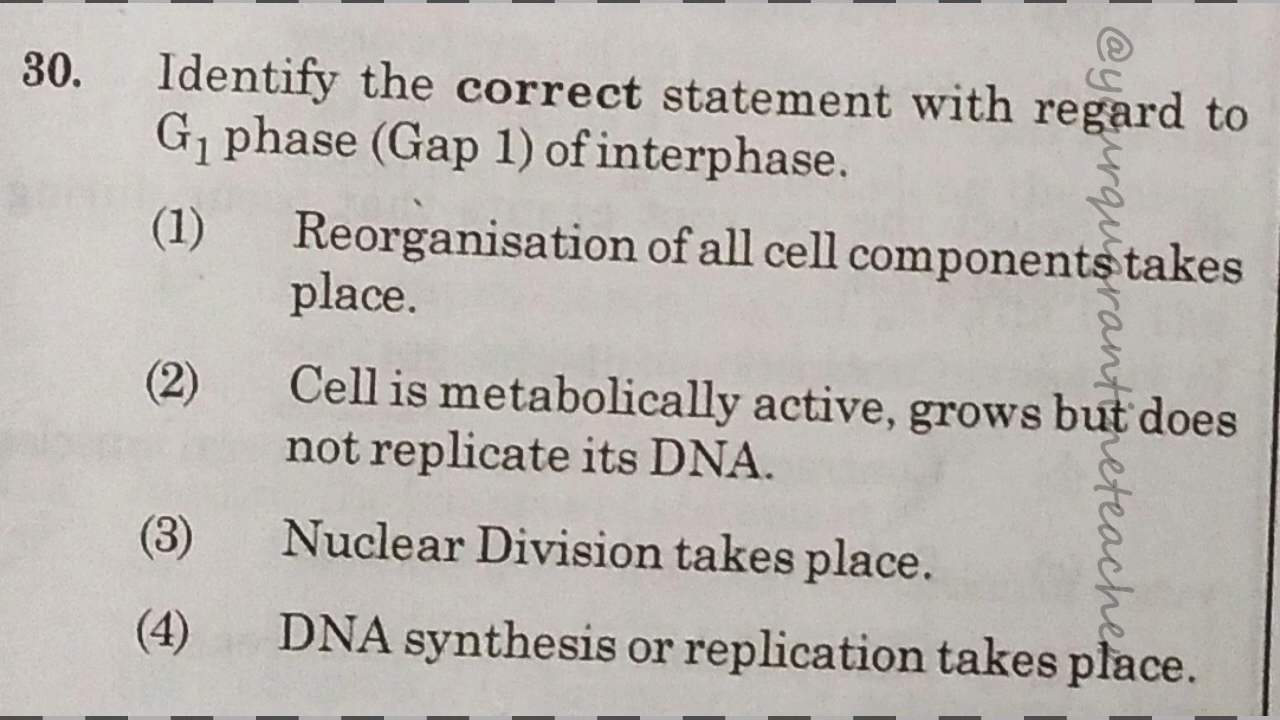 30. Identify the correct statement with regard to
G₁ phase (Gap 1) of interphase.
(1) Reorganisation of all cell components takes
place.
(2) Cell is metabolically active, grows but does
not replicate its DNA.
(3) Nuclear Division takes place.
(4) DNA synthesis or replication takes place.